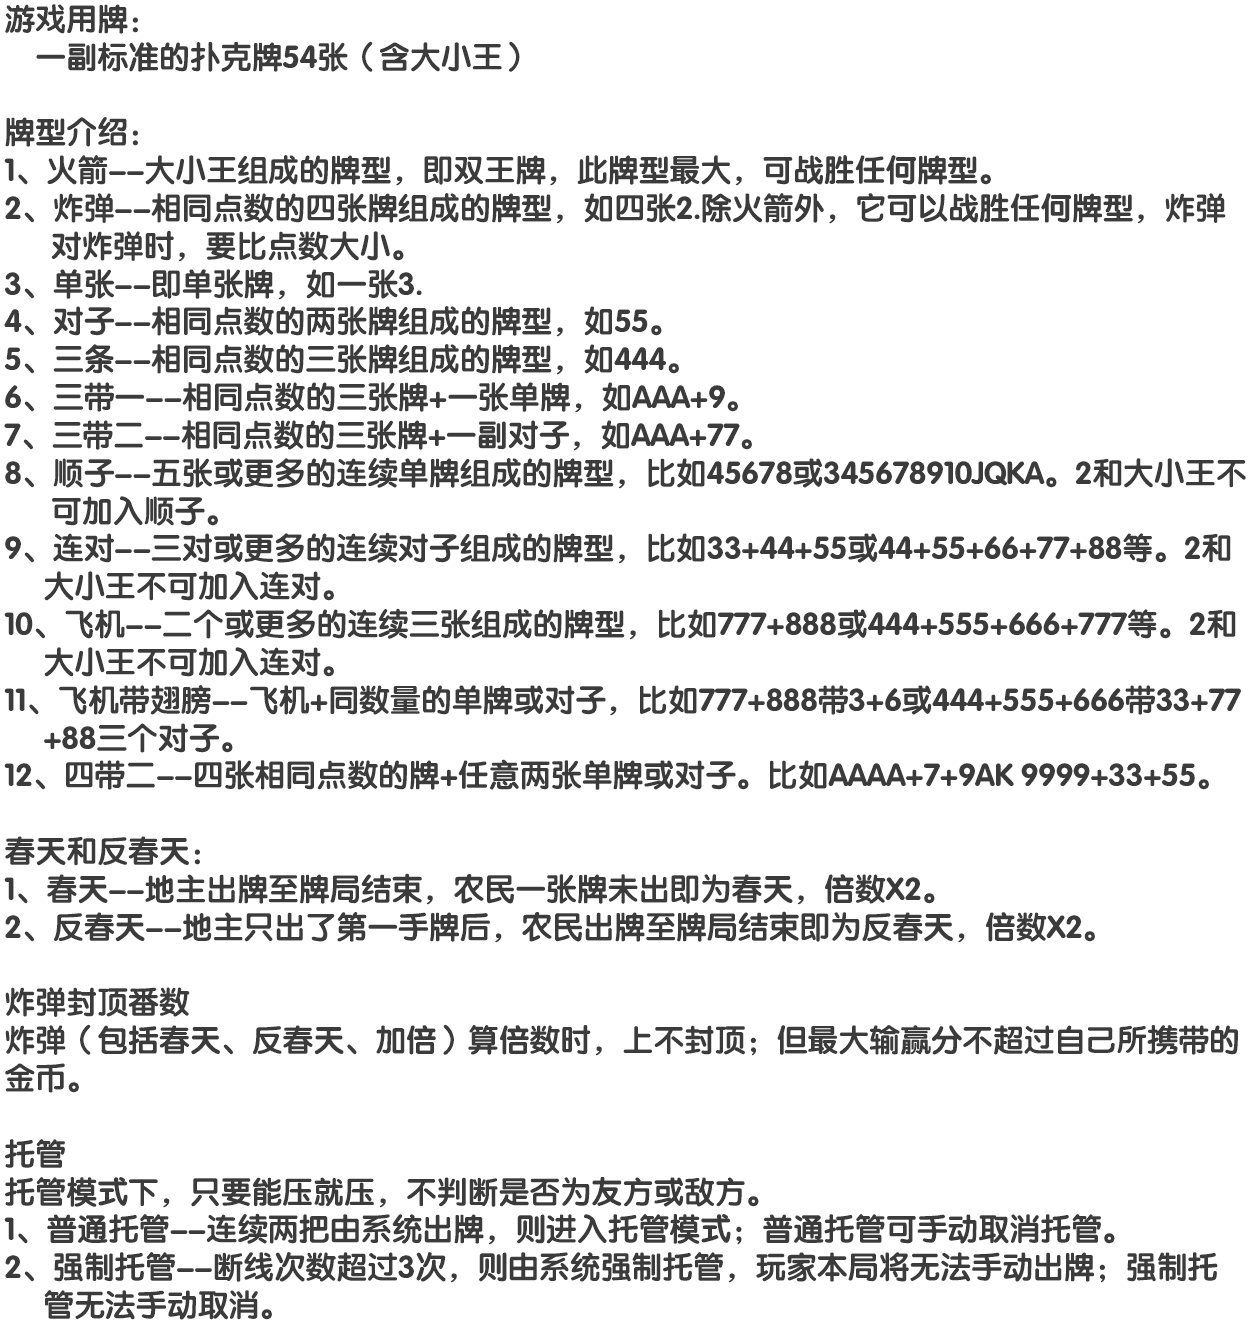 游戏用牌：
一副标准的扑克牌54张（含大小王）
牌型介绍：
1、火箭--大小王组成的牌型，即双王牌，此牌型最大，可战胜任何牌型。
2、炸弹--相同点数的四张牌组成的牌型，如四张2.除火箭外，它可以战胜任何牌型，炸弹
对炸弹时，要比点数大小。
3、单张--即单张牌，如一张3.
4、对子--相同点数的两张牌组成的牌型，如55。
5、三条--相同点数的三张牌组成的牌型，如444。
6、三带一--相同点数的三张牌+一张单牌，如AAA+9。
7、三带二--相同点数的三张牌+一副对子，如AAA+77。
8、顺子--五张或更多的连续单牌组成的牌型，比如45678或345678910JQKA。2和大小王不
可加入顺子。
9、连对--三对或更多的连续对子组成的牌型，比如33+44+55或44+55+66+77+88等。2和
大小王不可加入连对。
10、飞机--二个或更多的连续三张组成的牌型，比如777+888或444+555+666+777等。2和
大小王不可加入连对。
11、飞机带翅膀--飞机+同数量的单牌或对子，比如777+888带3+6或444+555+666带33+77
+88三个对子。
12、四带二--四张相同点数的牌+任意两张单牌或对子。比如AAAA+7+9AK 9999+33+55。
春天和反春天：
1、春天--地主出牌至牌局结束，农民一张牌未出即为春天，倍数X2。
2、反春天--地主只出了第一手牌后，农民出牌至牌局结束即为反春天，倍数X2。
炸弹封顶番数
炸弹（包括春天、反春天、加倍）算倍数时，上不封顶；但最大输赢分不超过自己所携带的
金币。
托管
托管模式下，只要能压就压，不判断是否为友方或敌方。
1、普通托管--连续两把由系统出牌，则进入托管模式；普通托管可手动取消托管。
2、强制托管--断线次数超过3次，则由系统强制托管，玩家本局将无法手动出牌；强制托
管无法手动取消。